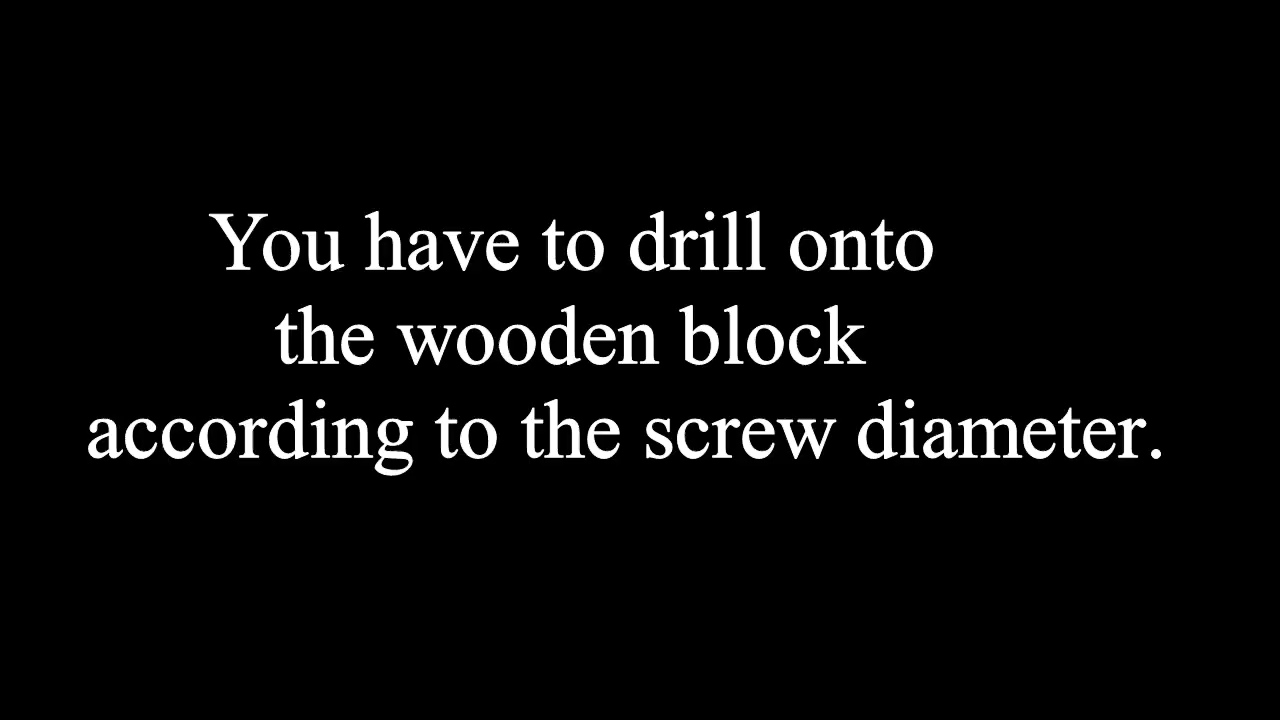 You have to drill onto
the wooden block
according to the screw diameter.